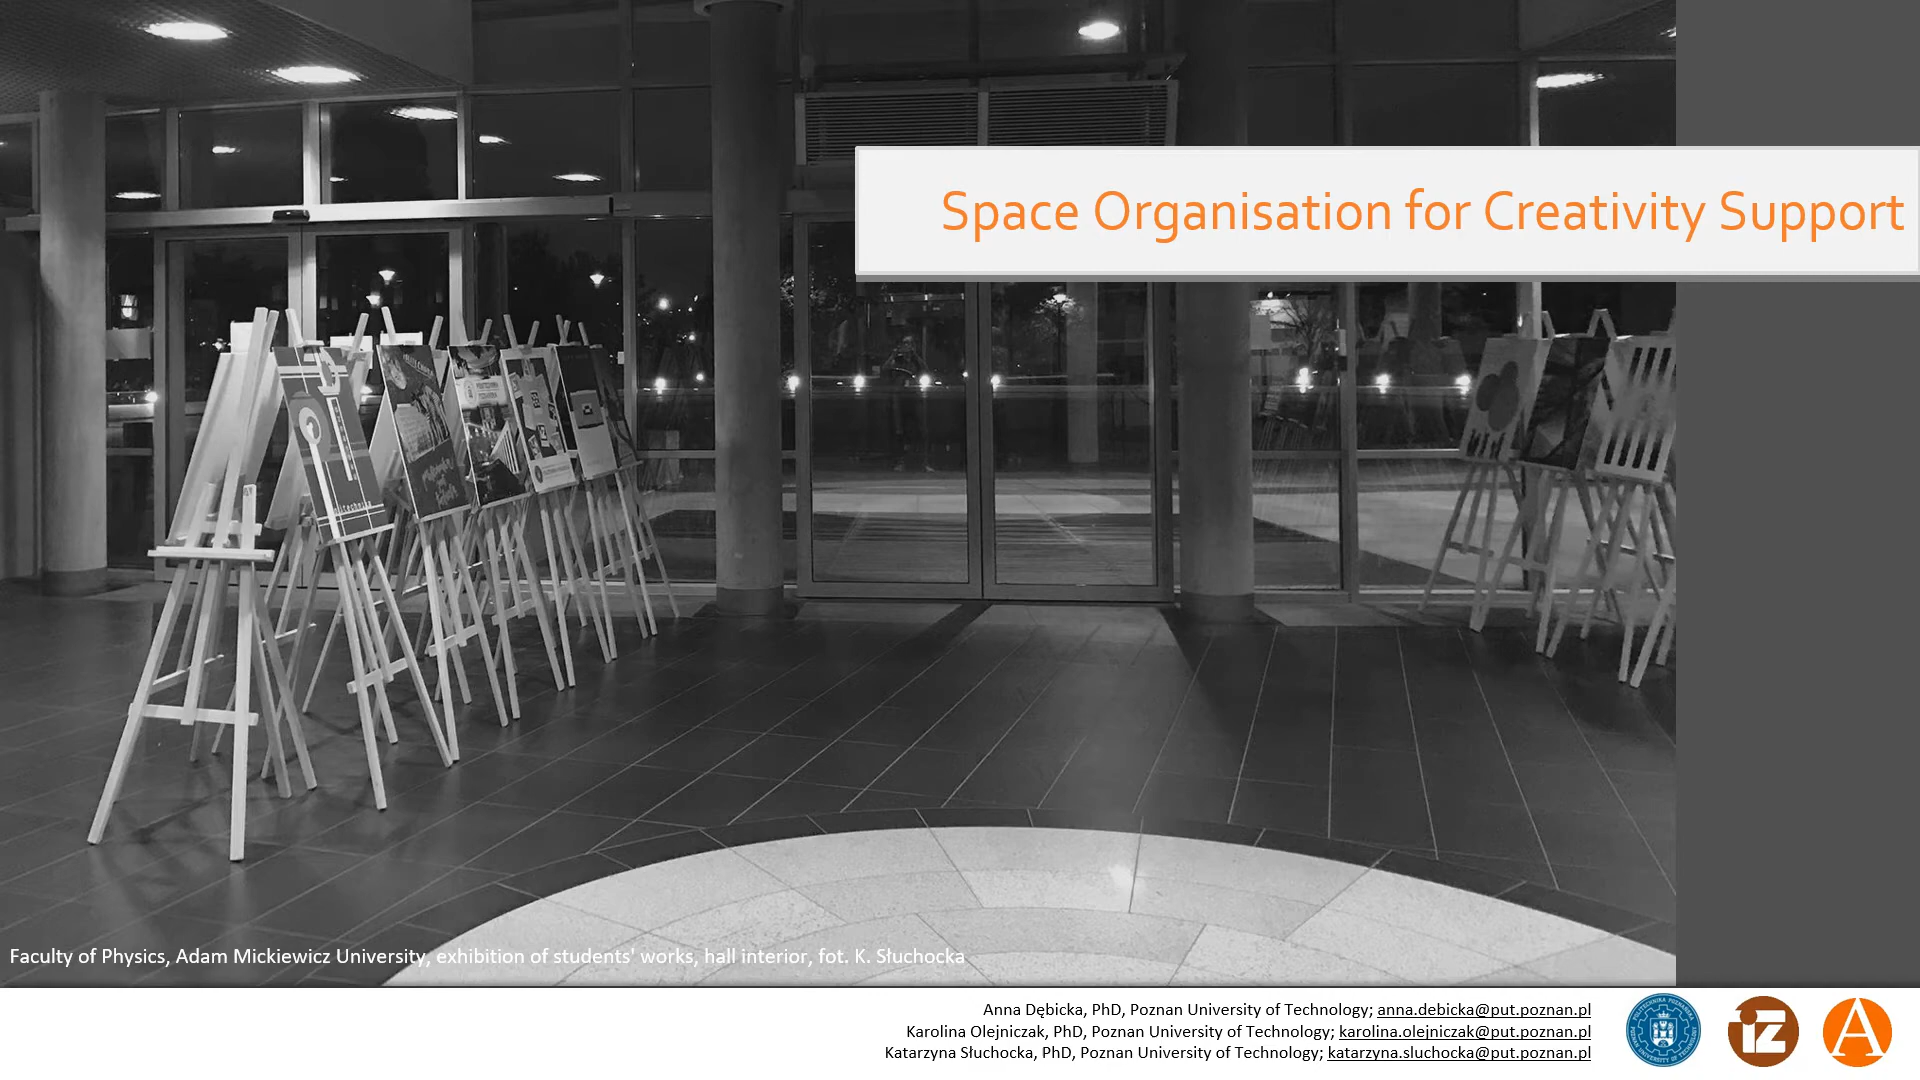 Space Organisation for Creativity Support
Faculty of Physics, Adam Mickiewicz University, exhibition of students' works, hall interior, fot. K. Słuchocka
Anna Dębicka, PhD, Poznan University of Technology; anna.debicka@put.poznan.pl
Karolina Olejniczak, PhD, Poznan University of Technology; karolina.olejniczak@put.poznan.pl
Katarzyna Słuchocka, PhD, Poznan University of Technology; katarzyna.sluchocka@put.poznan.pl
iz
A